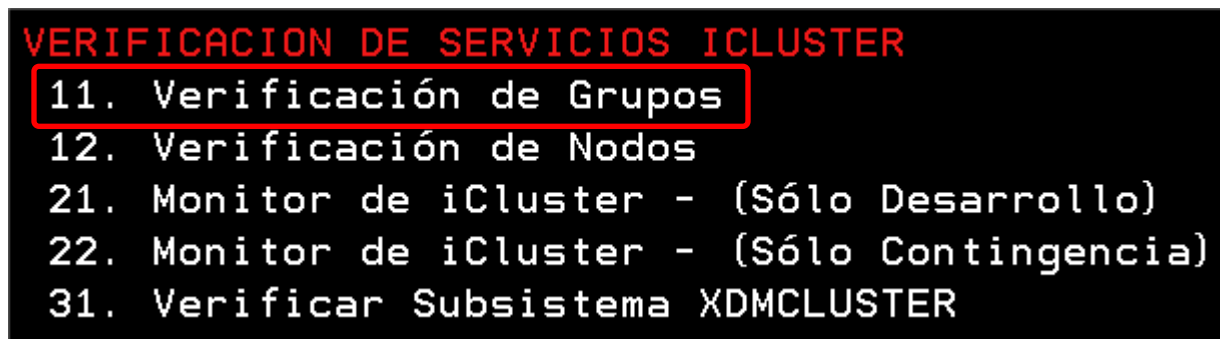 VERIFICACION DE SERVICIOS ICLUSTER
11. Verificación de Grupos
12. Verificación de Nodos
21. Monitor de iCluster - (Sólo Desarrollo)
22. Monitor de iCluster - (Sólo Contingencia)
31. Verificar Subsistema XDMCLUSTER